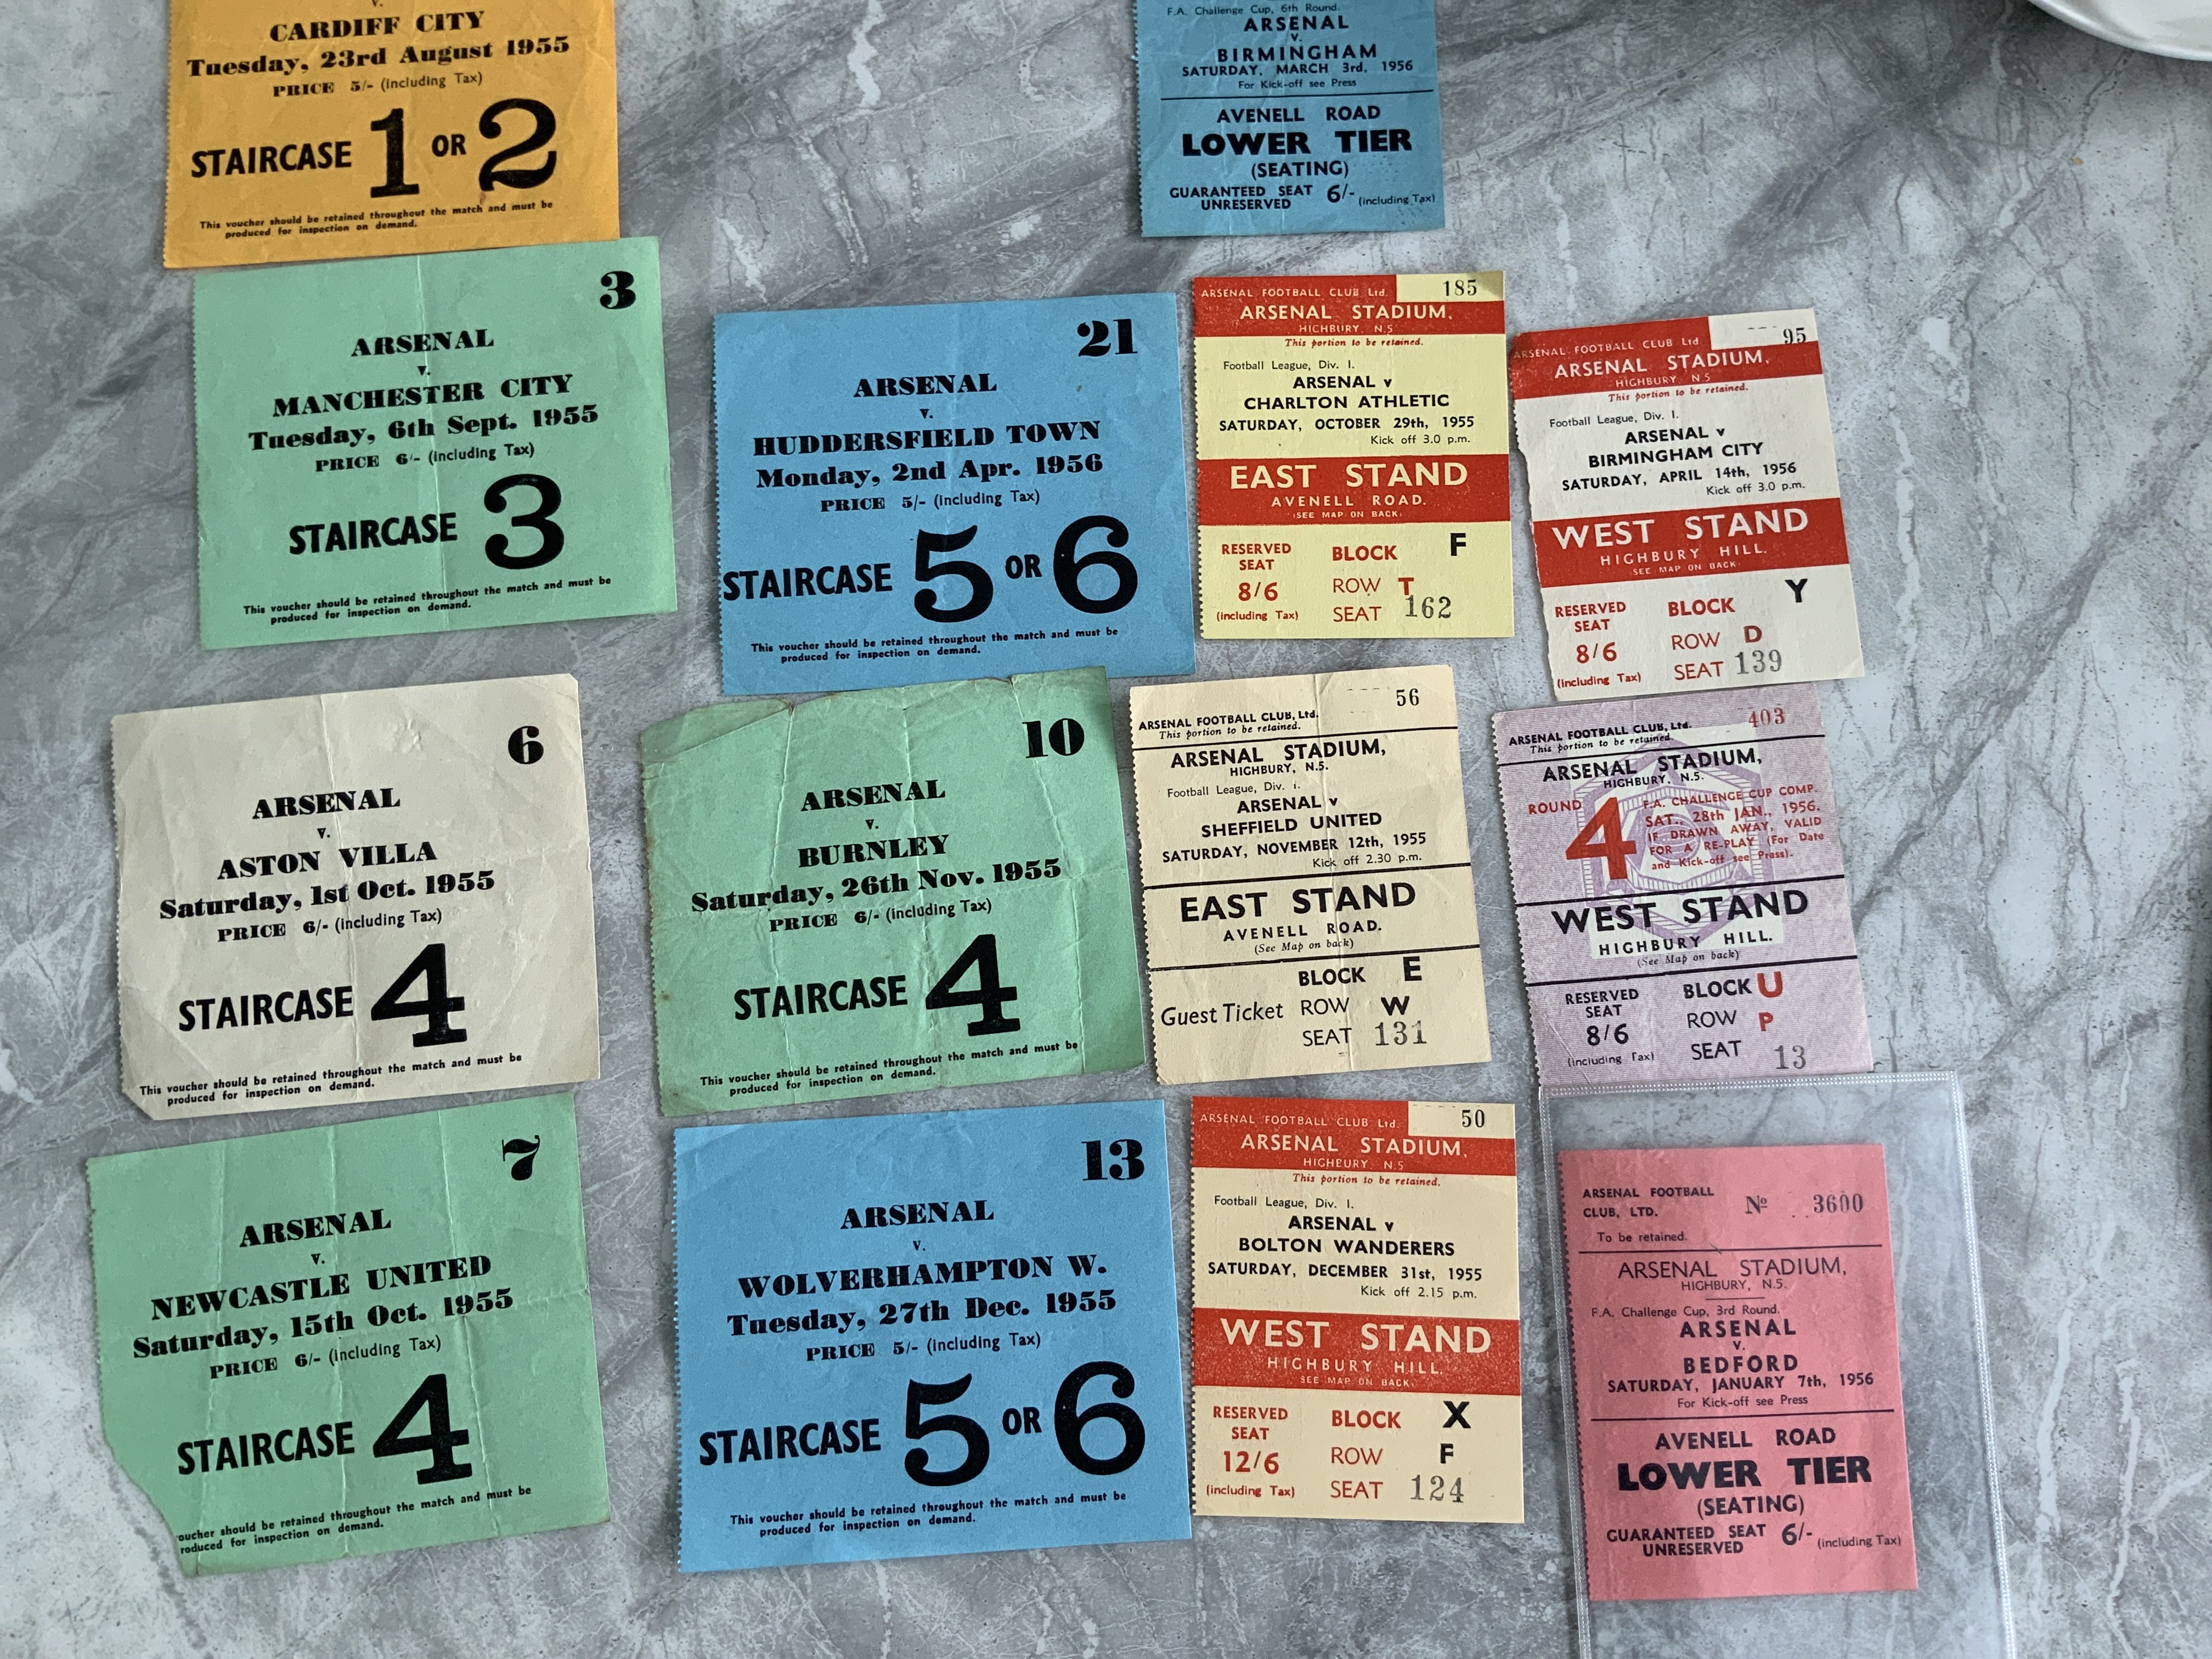 v.
CARDIFF CITY
Tuesday, 23rd August 1955
PRICE 5/- (including Tax)
STAIRCASE 1 OR 2
This voucher should be retained throughout the match and must be
produced for inspection on demand.
F.A. Challenge Cup, 6th Round.
ARSENAL
v.
BIRMINGHAM
SATURDAY, MARCH 3rd, 1956
For Kick-off see Press
AVENELL ROAD
LOWER TIER
(SEATING)
GUARANTEED SEAT 6/- (including Tax)
UNRESERVED
3
ARSENAL
v.
MANCHESTER CITY
Tuesday, 6th Sept. 1955
PRICE 6/- (including Tax)
STAIRCASE 3
This voucher should be retained throughout the match and must be
produced for inspection on demand.
21
ARSENAL
v.
HUDDERSFIELD TOWN
Monday, 2nd Apr. 1956
PRICE 5/- (including Tax)
STAIRCASE 5 OR 6
This voucher should be retained throughout the match and must be
produced for inspection on demand.
ARSENAL FOOTBALL CLUB Ltd. 185
ARSENAL STADIUM,
HIGHBURY, N.5
This portion to be retained.
Football League, Div. I.
ARSENAL v
CHARLTON ATHLETIC
SATURDAY, OCTOBER 29th, 1955
Kick off 3.0 p.m.
EAST STAND
AVENELL ROAD.
(SEE MAP ON BACK)
RESERVED SEAT
8/6
(including Tax)
BLOCK F
ROW T
SEAT 162
ARSENAL FOOTBALL CLUB Ltd 95
ARSENAL STADIUM,
HIGHBURY N.5
This portion to be retained.
Football League, Div. I.
ARSENAL v
BIRMINGHAM CITY
SATURDAY, APRIL 14th, 1956
Kick off 3.0 p.m.
WEST STAND
HIGHBURY HILL.
SEE MAP ON BACK
RESERVED SEAT
8/6
(including Tax)
BLOCK Y
ROW D
SEAT 139
6
ARSENAL
v.
ASTON VILLA
Saturday, 1st Oct. 1955
PRICE 6/- (including Tax)
STAIRCASE 4
This voucher should be retained throughout the match and must be
produced for inspection on demand.
10
ARSENAL
v.
BURNLEY
Saturday, 26th Nov. 1955
PRICE 6/- (including Tax)
STAIRCASE 4
This voucher should be retained throughout the match and must be
produced for inspection on demand.
56
ARSENAL FOOTBALL CLUB, Ltd.
This portion to be retained.
ARSENAL STADIUM,
HIGHBURY, N.5.
Football League, Div. I.
ARSENAL v
SHEFFIELD UNITED
SATURDAY, NOVEMBER 12th, 1955
Kick off 2.30 p.m.
EAST STAND
AVENELL ROAD.
(See Map on back)
BLOCK E
Guest Ticket ROW W
SEAT 131
403
ARSENAL FOOTBALL CLUB, Ltd.
This portion to be retained.
ARSENAL STADIUM,
HIGHBURY, N.5.
ROUND 4
F.A. CHALLENGE CUP COMP.
SAT., 28th JAN., 1956.
IF DRAWN AWAY, VALID
FOR A RE-PLAY (For Date
and Kick-off see Press).
WEST STAND
HIGHBURY HILL.
(See Map on back)
RESERVED SEAT
8/6
(including Tax)
BLOCK U
ROW P
SEAT 13
7
ARSENAL
v.
NEWCASTLE UNITED
Saturday, 15th Oct. 1955
PRICE 6/- (including Tax)
STAIRCASE 4
oucher should be retained throughout the match and must be
roduced for inspection on demand.
13
ARSENAL
v.
WOLVERHAMPTON W.
Tuesday, 27th Dec. 1955
PRICE 5/- (including Tax)
STAIRCASE 5 OR 6
This voucher should be retained throughout the match and must be
produced for inspection on demand.
ARSENAL FOOTBALL CLUB Ltd. 50
ARSENAL STADIUM,
HIGHBURY, N.5
This portion to be retained.
Football League, Div. I.
ARSENAL v
BOLTON WANDERERS
SATURDAY, DECEMBER 31st, 1955
Kick off 2.15 p.m.
WEST STAND
HIGHBURY HILL.
SEE MAP ON BACK.
RESERVED SEAT
12/6
(including Tax)
BLOCK X
ROW F
SEAT 124
ARSENAL FOOTBALL
CLUB, LTD.
Nº 3600
To be retained.
ARSENAL STADIUM,
HIGHBURY, N.5.
F.A. Challenge Cup, 3rd Round.
ARSENAL
v.
BEDFORD
SATURDAY, JANUARY 7th, 1956
For Kick-off see Press
AVENELL ROAD
LOWER TIER
(SEATING)
GUARANTEED SEAT 6/- (including Tax)
UNRESERVED